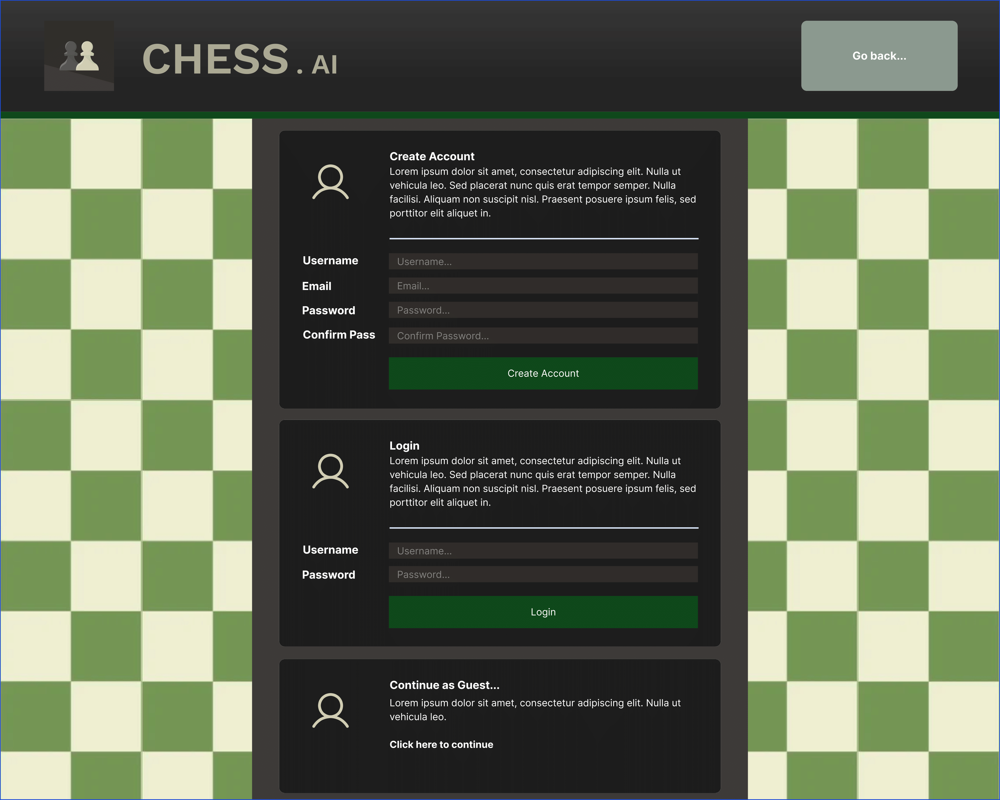 CHESS . AI
Go back...
Create Account
Lorem ipsum dolor sit amet, consectetur adipiscing elit. Nulla ut
vehicula leo. Sed placerat nunc quis erat tempor semper. Nulla
facilisi. Aliquam non suscipit nisl. Praesent posuere ipsum felis, sed
porttitor elit aliquet in.
Username
Username...
Email
Email...
Password
Password...
Confirm Pass
Confirm Password...
Create Account
Login
Lorem ipsum dolor sit amet, consectetur adipiscing elit. Nulla ut
vehicula leo. Sed placerat nunc quis erat tempor semper. Nulla
facilisi. Aliquam non suscipit nisl. Praesent posuere ipsum felis, sed
porttitor elit aliquet in.
Username
Username...
Password
Password...
Login
Continue as Guest...
Lorem ipsum dolor sit amet, consectetur adipiscing elit. Nulla ut
vehicula leo.
Click here to continue